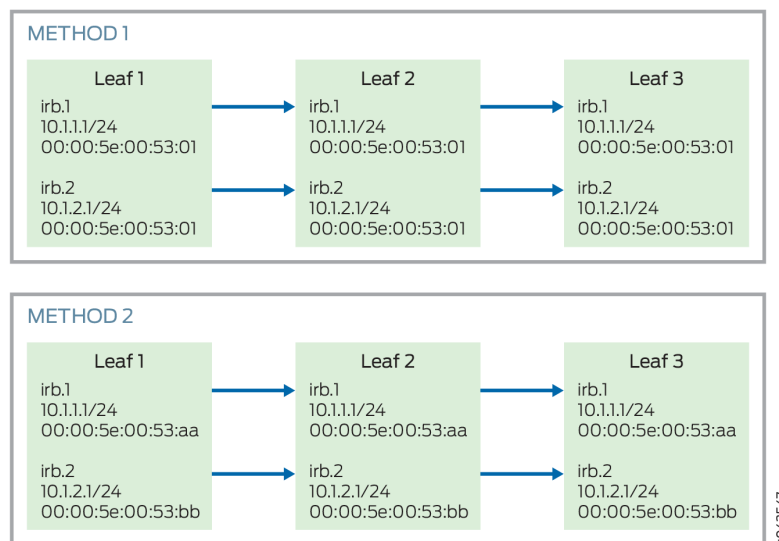 METHOD 1
Leaf 1
irb.1
10.1.1.1/24
00:00:5e:00:53:01
irb.2
10.1.2.1/24
00:00:5e:00:53:01
Leaf 2
irb.1
10.1.1.1/24
00:00:5e:00:53:01
irb.2
10.1.2.1/24
00:00:5e:00:53:01
Leaf 3
irb.1
10.1.1.1/24
00:00:5e:00:53:01
irb.2
10.1.2.1/24
00:00:5e:00:53:01
METHOD 2
Leaf 1
irb.1
10.1.1.1/24
00:00:5e:00:53:aa
irb.2
10.1.2.1/24
00:00:5e:00:53:bb
Leaf 2
irb.1
10.1.1.1/24
00:00:5e:00:53:aa
irb.2
10.1.2.1/24
00:00:5e:00:53:bb
Leaf 3
irb.1
10.1.1.1/24
00:00:5e:00:53:aa
irb.2
10.1.2.1/24
00:00:5e:00:53:bb